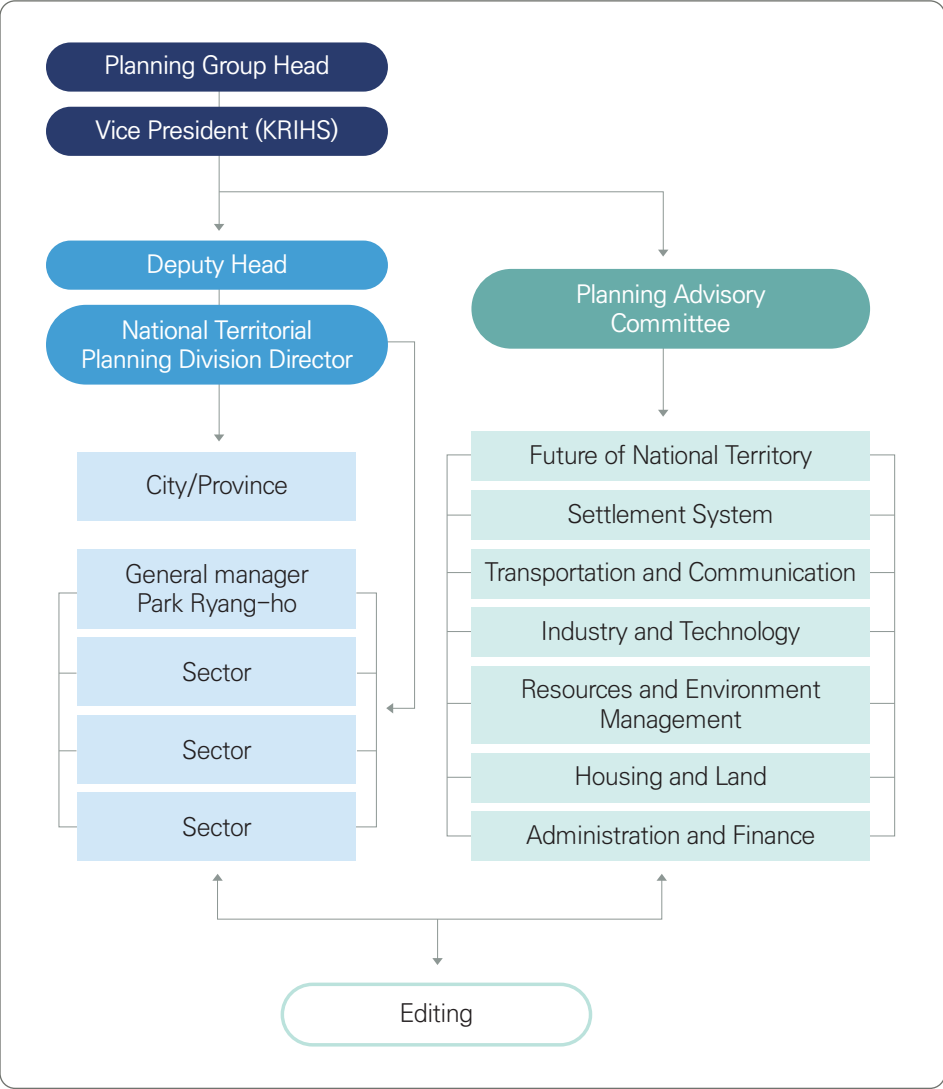 Planning Group Head
Vice President (KRIHS)
Deputy Head
National Territorial
Planning Division Director
City/Province
General manager
Park Ryang-ho
Sector
Sector
Sector
Planning Advisory
Committee
Future of National Territory
Settlement System
Transportation and Communication
Industry and Technology
Resources and Environment
Management
Housing and Land
Administration and Finance
Editing